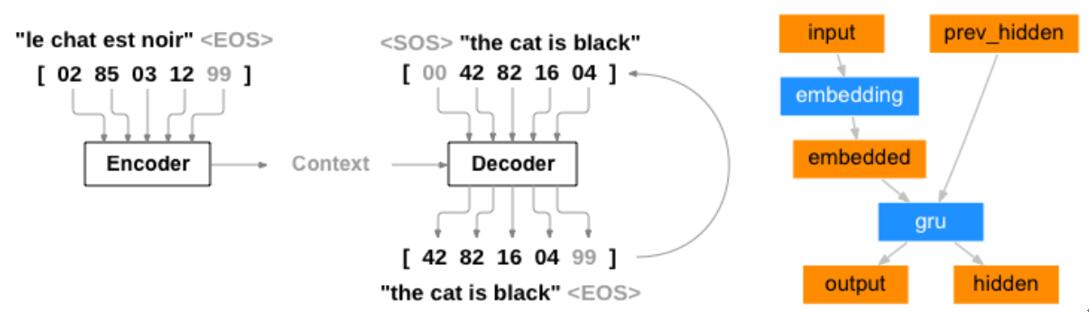 "le chat est noir" <EOS>
[ 02 85 03 12 99 ]
Encoder
Context
<SOS> "the cat is black"
[ 00 42 82 16 04 ]
Decoder
[ 42 82 16 04 99 ]
"the cat is black" <EOS>
input
prev_hidden
embedding
embedded
gru
output
hidden